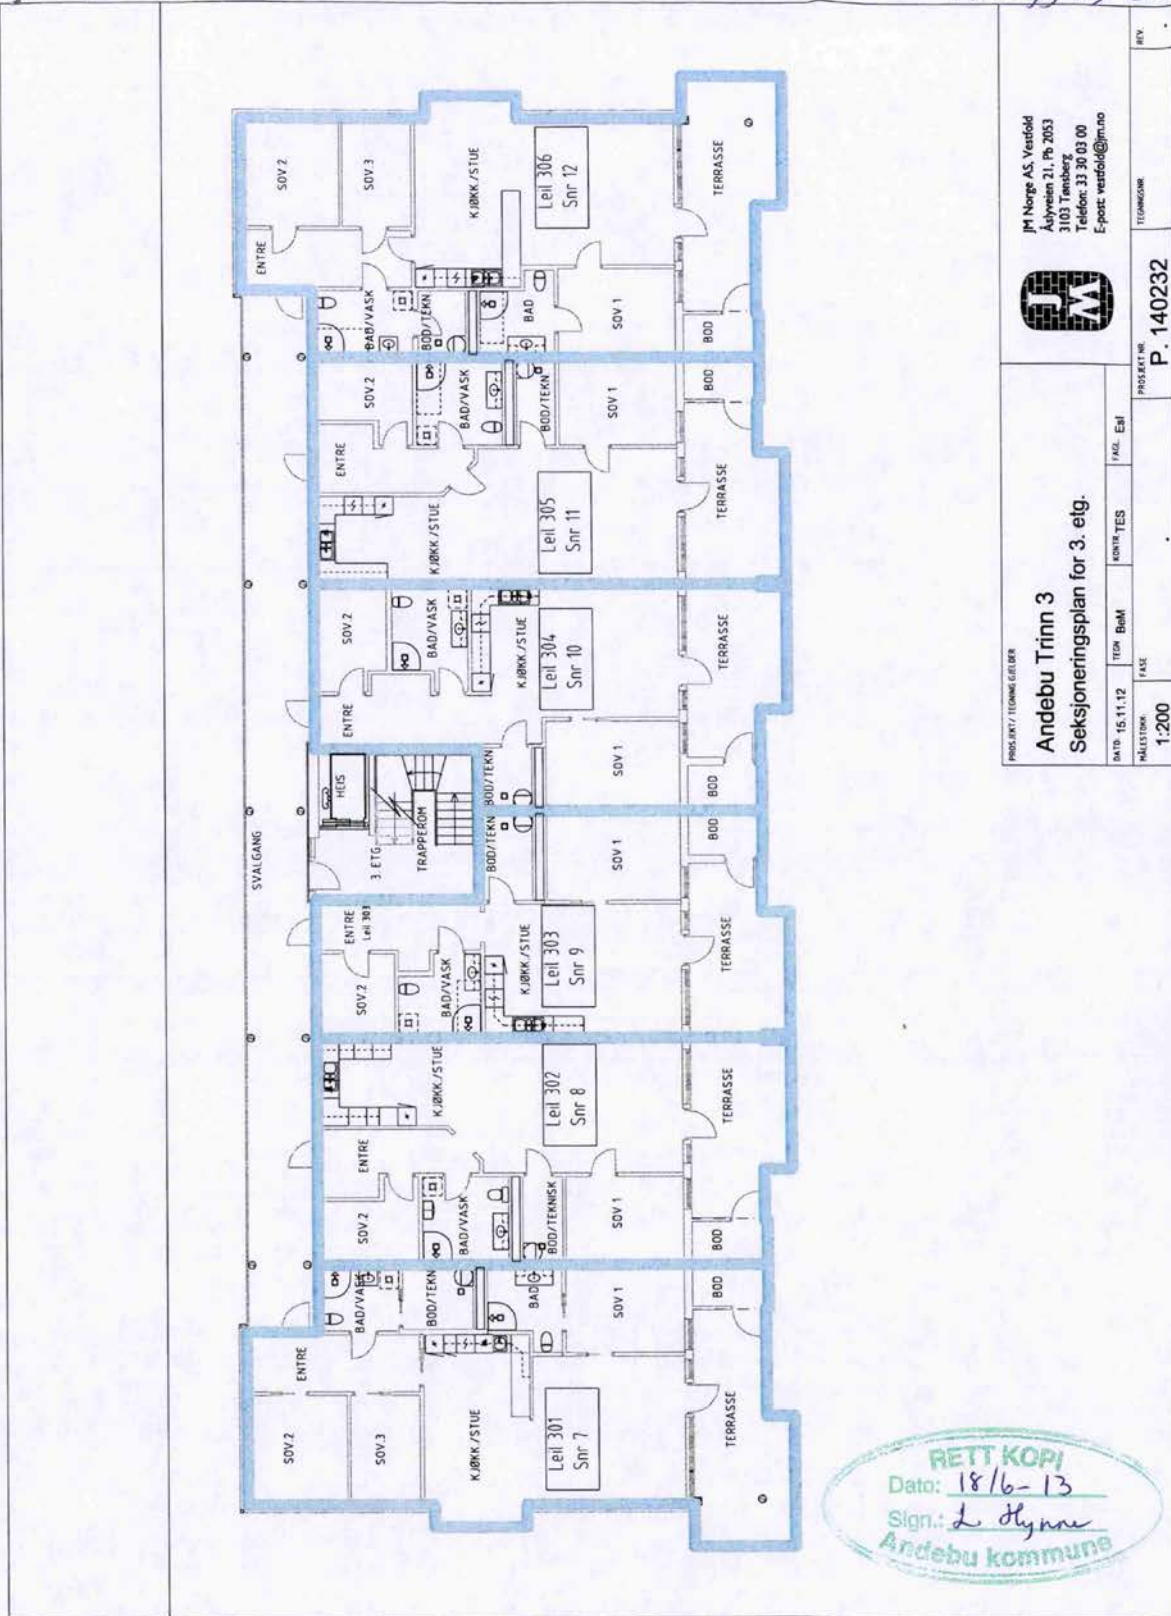 SOV.2
SOV.3
KJØKK./STUE
Leil 306
Snr 12
TERRASSE
ENTRE
BAD/VASK
BOD/TEKN
BAD
SOV 1
BOD
SOV.2
BAD/VASK
BOD/TEKN
SOV 1
BOD
ENTRE
KJØKK./STUE
Leil 305
Snr 11
TERRASSE
SOV.2
BAD/VASK
KJØKK./STUE
Leil 304
Snr 10
TERRASSE
ENTRE
BOD/TEKN
SOV 1
BOD
HEIS
3. ETG
TRAPPEROM
SVALGANG
BOD/TEKN
SOV 1
BOD
ENTRE
Leil 303
KJØKK./STUE
Leil 303
Snr 9
TERRASSE
SOV.2
BAD/VASK
KJØKK./STUE
Leil 302
Snr 8
TERRASSE
ENTRE
SOV.2
BAD/VASK
BOD/TEKNISK
SOV 1
BOD
BAD/VASK
BOD/TEKN
BAD
SOV 1
BOD
ENTRE
SOV.2
SOV.3
KJØKK./STUE
Leil 301
Snr 7
TERRASSE
JM
JM Norge AS, Vestfold
Åslyveien 21, Pb 2053
3103 Tønsberg
Telefon: 33 30 03 00
E-post: vestfold@jm.no
PROSJEKT / TEGNING GJELDER
Andebu Trinn 3
Seksjoneringsplan for 3. etg.
DATO 15.11.12
TEGN BeM
KONTR. TES
FAGL. Esl
MÅLESTOKK:
1:200
FASE
PROSJEKT NR.
P. 140232
TEGNINGSNR.
REV.
RETT KOPI
Dato: 18/6-13
Sign.: L Hynne
Andebu kommune